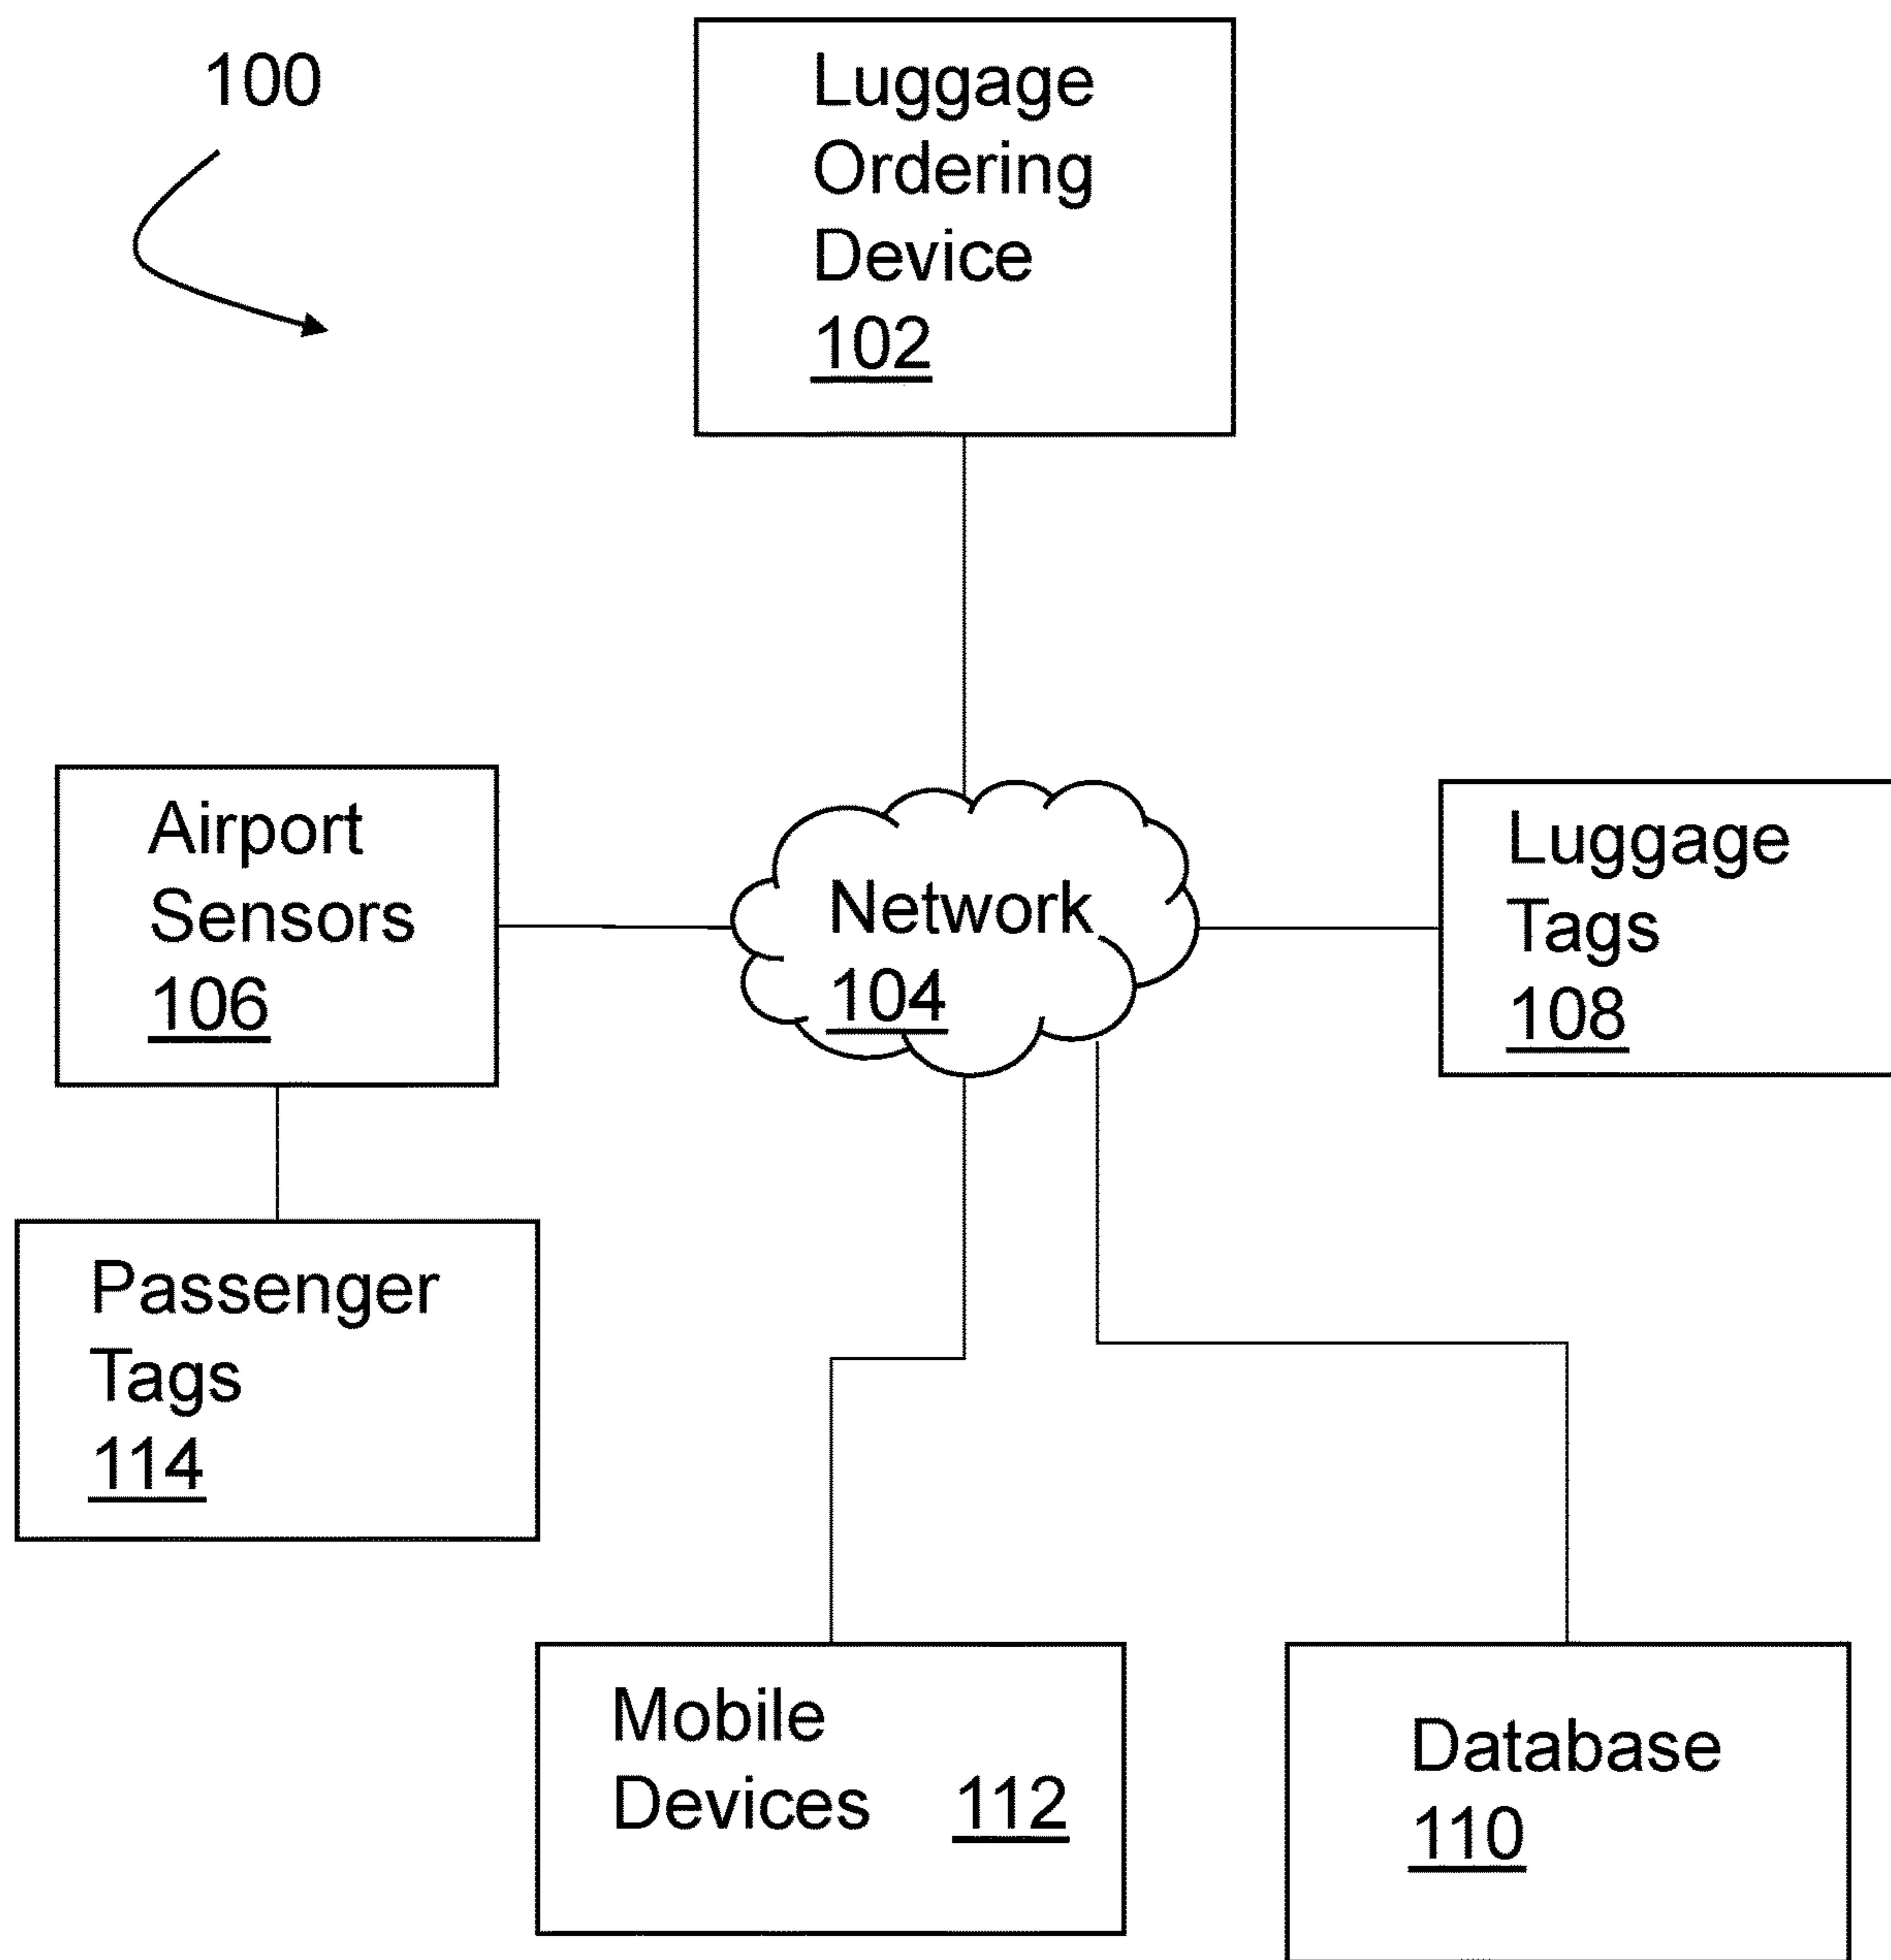 100
Luggage
Ordering
Device
102
Airport
Sensors
106
Network
104
Luggage
Tags
108
Passenger
Tags
114
Mobile
Devices 112
Database
110